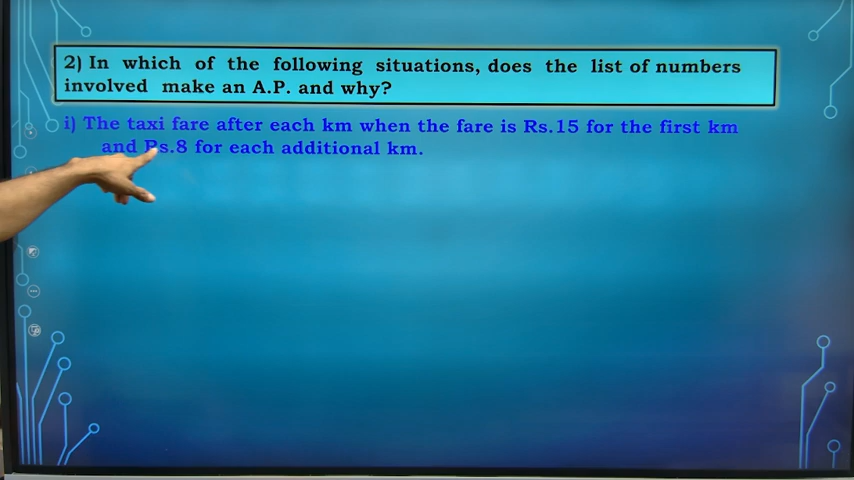 2) In which of the following situations, does the list of numbers
involved make an A.P. and why?
i) The taxi fare after each km when the fare is Rs.15 for the first km
and Rs.8 for each additional km.